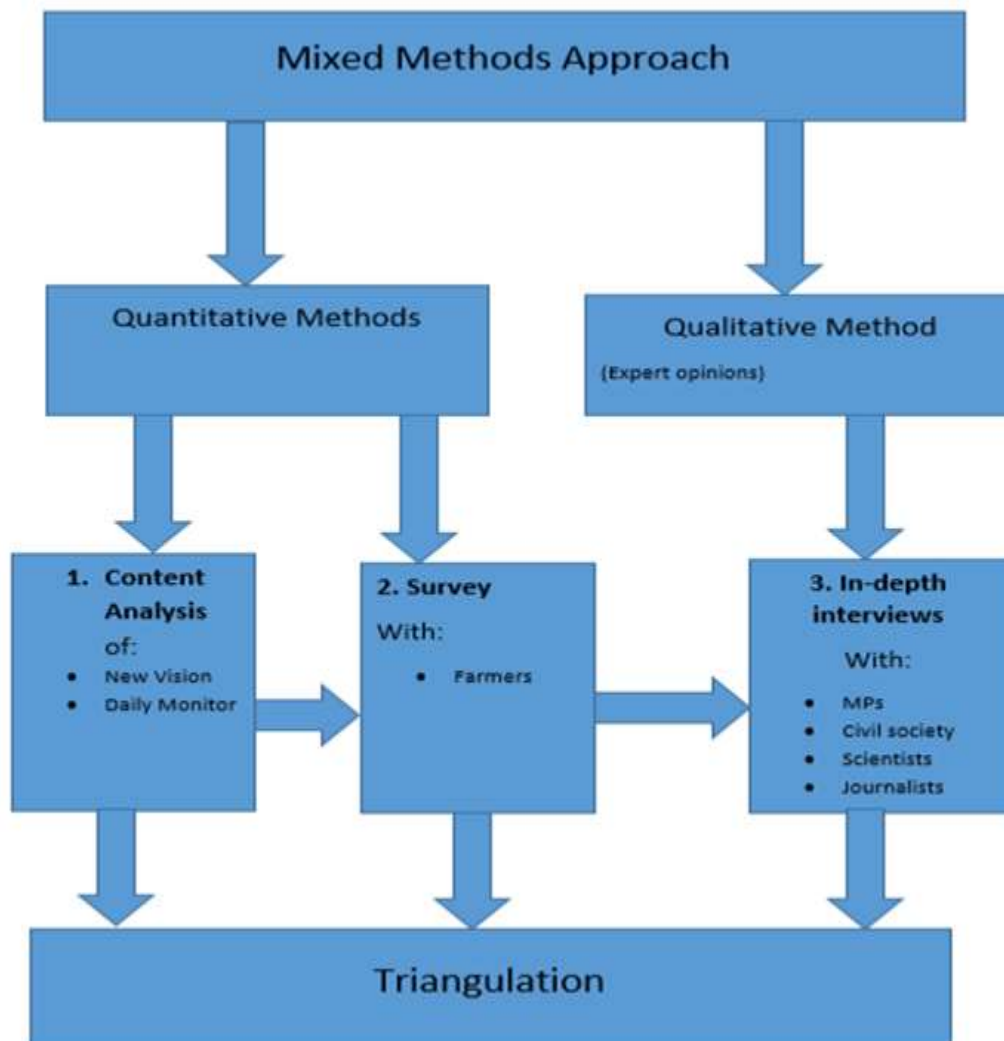 Mixed Methods Approach
Quantitative Methods
Qualitative Method
(Expert opinions)
1. Content
Analysis
of:
• New Vision
• Daily Monitor
2. Survey
With:
• Farmers
3. In-depth
interviews
With:
• MPs
• Civil society
• Scientists
• Journalists
Triangulation